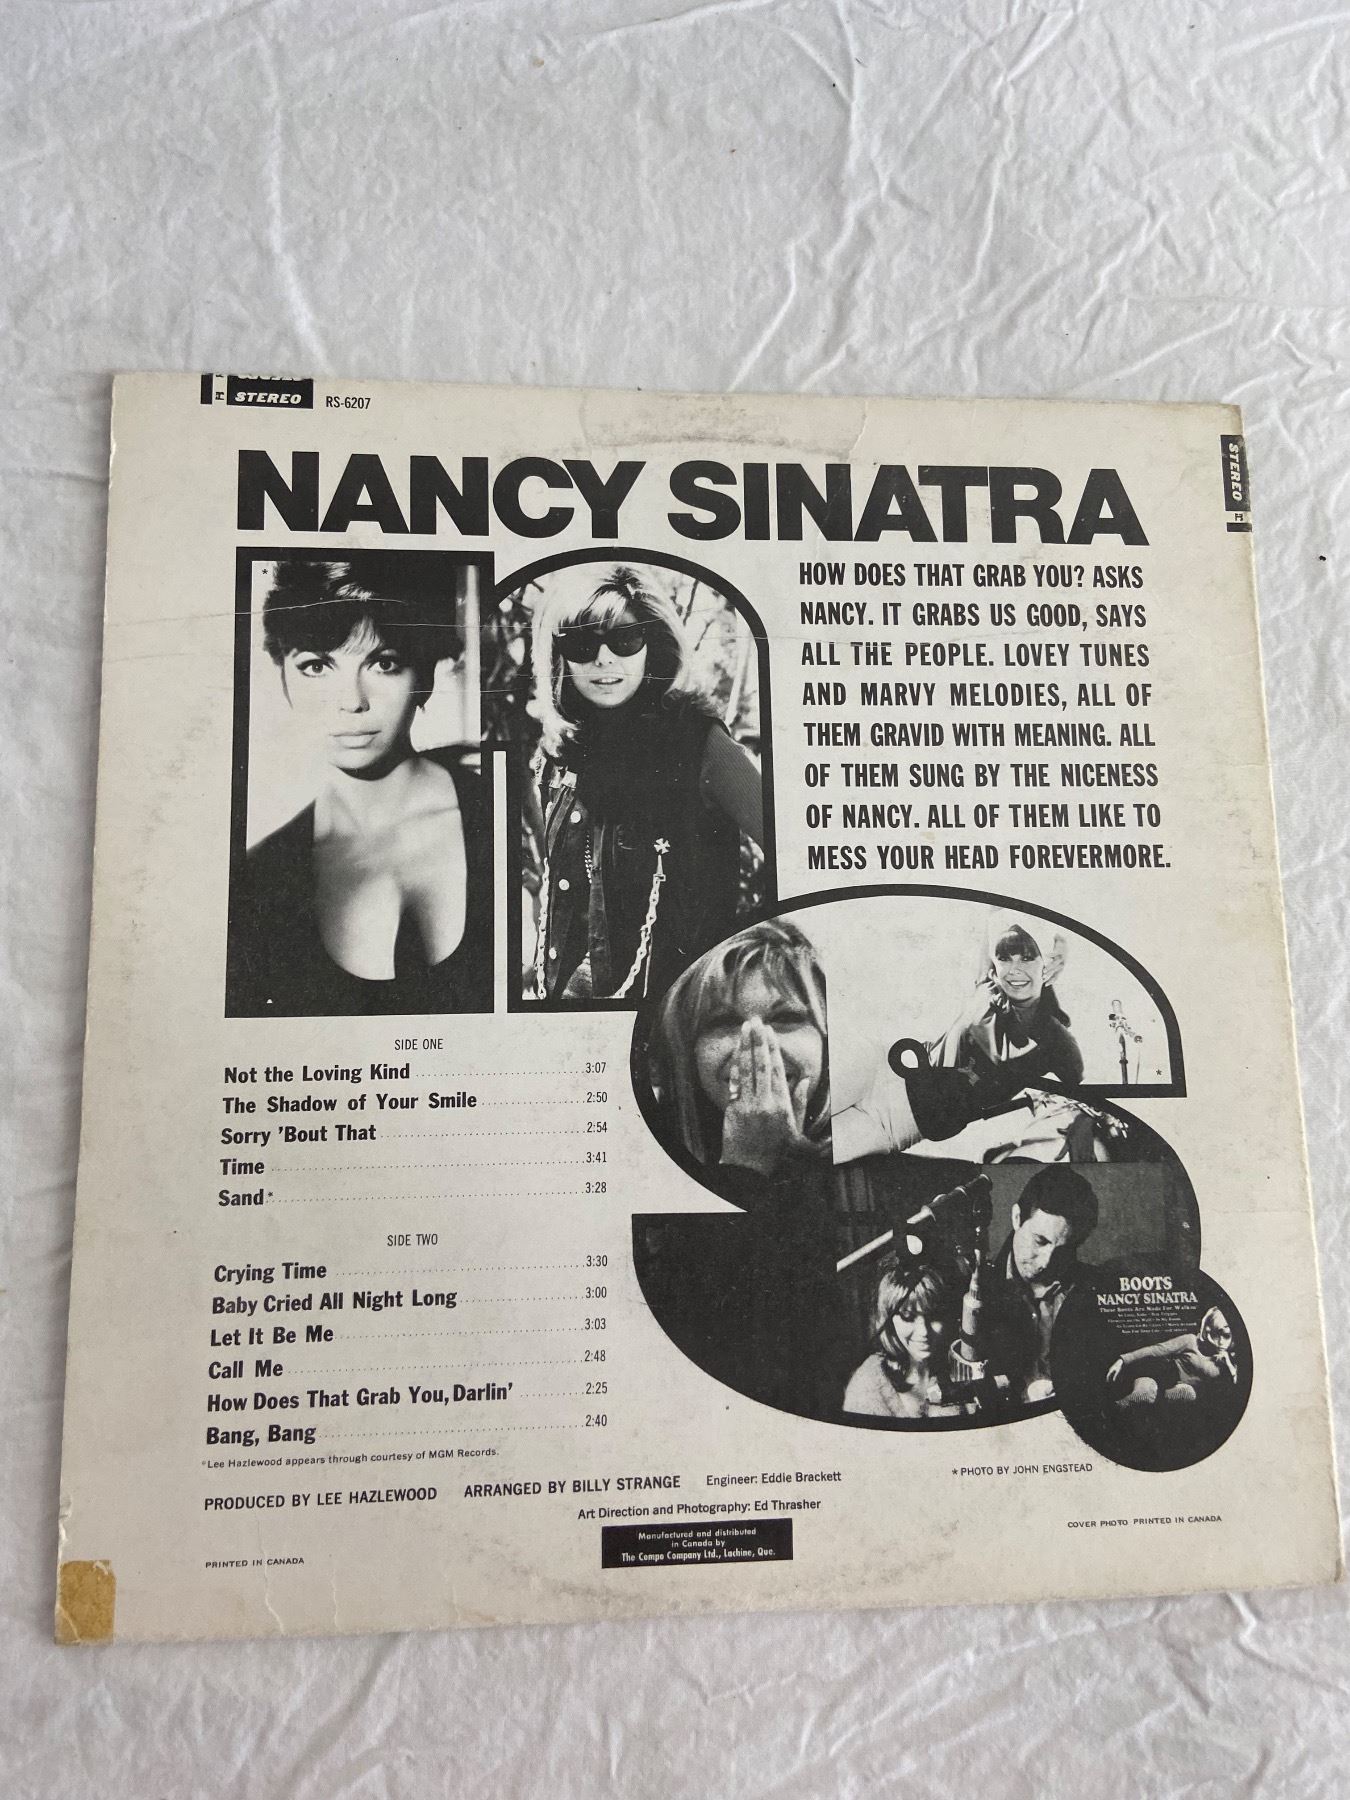 STEREO
RS-6207
STEREO
NANCY SINATRA
HOW DOES THAT GRAB YOU? ASKS
NANCY. IT GRABS US GOOD, SAYS
ALL THE PEOPLE. LOVEY TUNES
AND MARVY MELODIES, ALL OF
THEM GRAVID WITH MEANING. ALL
OF THEM SUNG BY THE NICENESS
OF NANCY. ALL OF THEM LIKE TO
MESS YOUR HEAD FOREVERMORE.
*
*
SIDE ONE
Not the Loving Kind 3:07
The Shadow of Your Smile 2:50
Sorry 'Bout That 2:54
Time 3:41
Sand* 3:28
SIDE TWO
Crying Time 3:30
Baby Cried All Night Long 3:00
Let It Be Me 3:03
Call Me 2:48
How Does That Grab You, Darlin' 2:25
Bang, Bang 2:40
*Lee Hazlewood appears through courtesy of MGM Records.
BOOTS
NANCY SINATRA
These Boots Are Made For Walkin'
PRODUCED BY LEE HAZLEWOOD ARRANGED BY BILLY STRANGE Engineer: Eddie Brackett
* PHOTO BY JOHN ENGSTEAD
Art Direction and Photography: Ed Thrasher
COVER PHOTO PRINTED IN CANADA
Manufactured and distributed
in Canada by
The Compo Company Ltd., Lachine, Que.
PRINTED IN CANADA